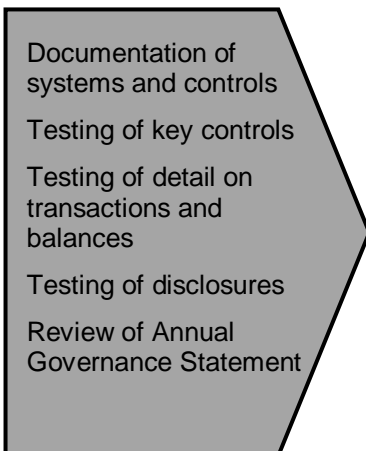 Documentation of
systems and controls
Testing of key controls
Testing of detail on
transactions and
balances
Testing of disclosures
Review of Annual
Governance Statement